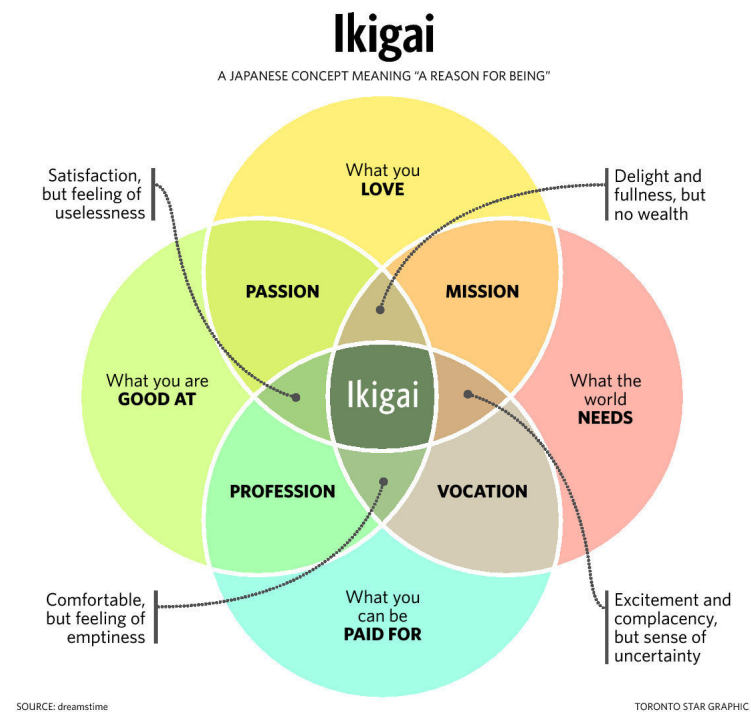 Ikigai
A JAPANESE CONCEPT MEANING “A REASON FOR BEING”
What you
LOVE
Satisfaction,
but feeling of
uselessness
Delight and
fullness, but
no wealth
PASSION
MISSION
What you are
GOOD AT
Ikigai
What the
world
NEEDS
PROFESSION
VOCATION
Comfortable,
but feeling of
emptiness
What you
can be
PAID FOR
Excitement and
complacency,
but sense of
uncertainty
SOURCE: dreamstime
TORONTO STAR GRAPHIC